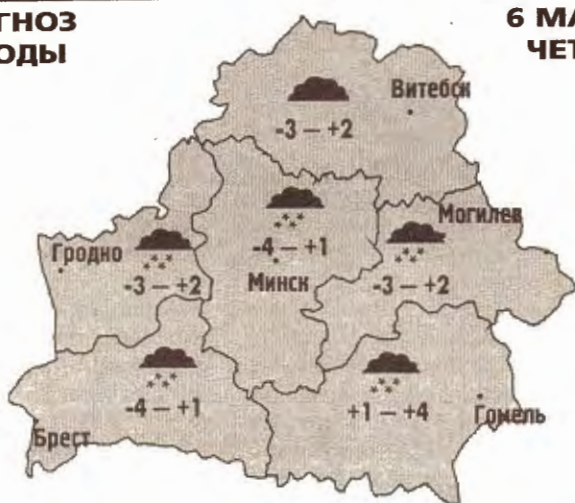 ГНОЗ
ОДЫ
6 МА
ЧЕТ
Витебск
-3 – +2
-4 – +1
Минск
Могилев
-3 – +2
Гродно
-3 – +2
-4 – +1
Брест
+1 – +4
Гомель